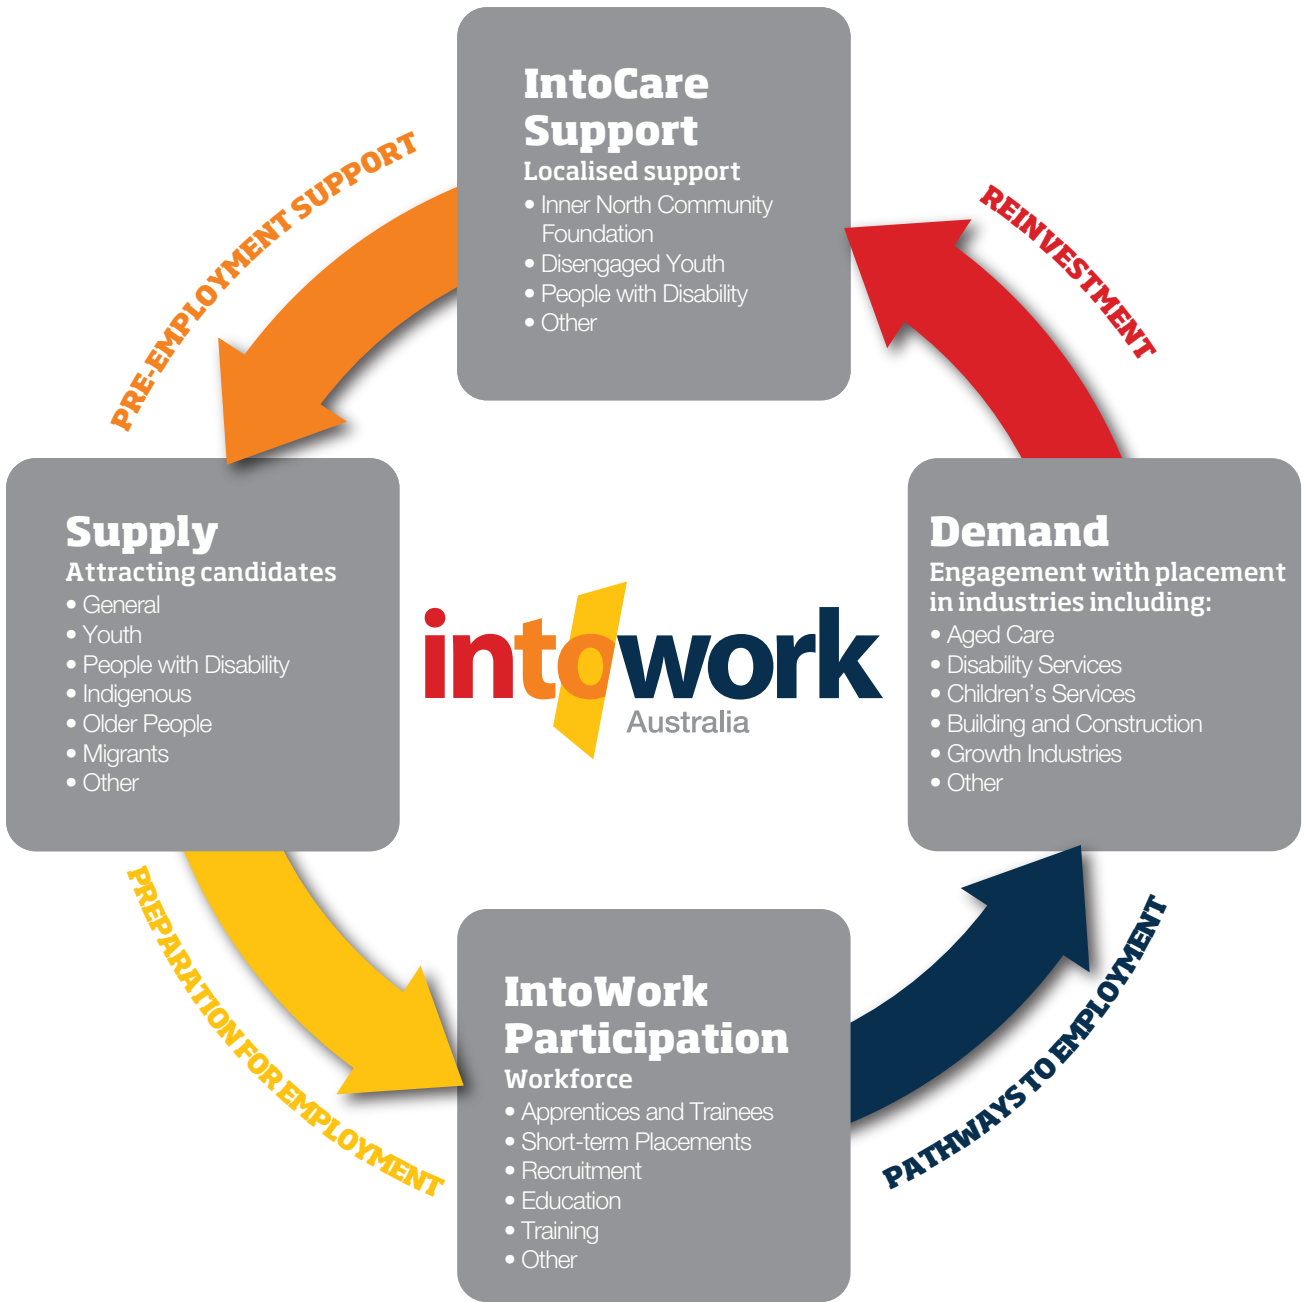 IntoCare
Support
Localised support
• Inner North Community
Foundation
• Disengaged Youth
• People with Disability
• Other
PRE-EMPLOYMENT SUPPORT
REINVESTMENT
Supply
Attracting candidates
• General
• Youth
• People with Disability
• Indigenous
• Older People
• Migrants
• Other
intowork
Australia
Demand
Engagement with placement
in industries including:
• Aged Care
• Disability Services
• Children's Services
• Building and Construction
• Growth Industries
• Other
PREPARATION FOR EMPLOYMENT
IntoWork
Participation
Workforce
• Apprentices and Trainees
• Short-term Placements
• Recruitment
• Education
• Training
• Other
PATHWAYS TO EMPLOYMENT